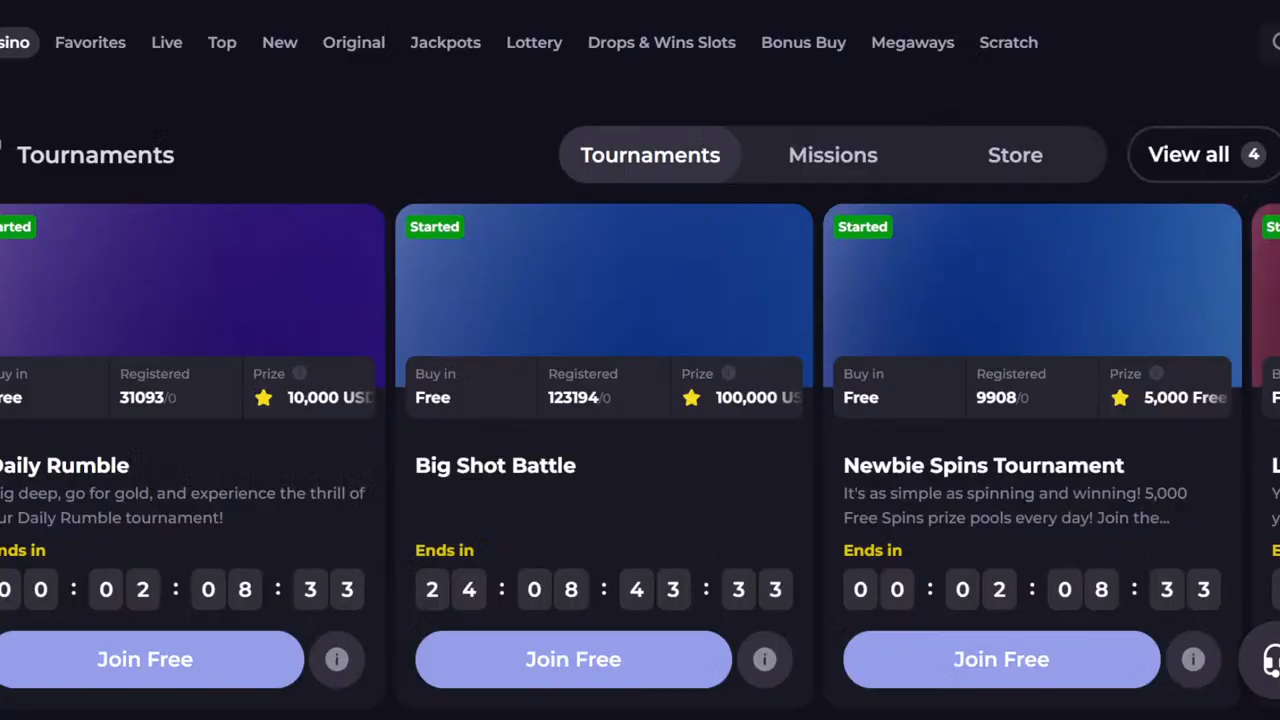 sino Favorites Live Top New Original Jackpots Lottery Drops & Wins Slots Bonus Buy Megaways Scratch
Tournaments
Tournaments Missions Store View all 4
arted Started Started St
uy in Registered Prize Buy in Registered Prize Buy in Registered Prize B
ree 31093/0 10,000 USD Free 123194/0 100,000 US Free 9908/0 5,000 Free F
Daily Rumble Big Shot Battle Newbie Spins Tournament L
ig deep, go for gold, and experience the thrill of It's as simple as spinning and winning! 5,000 Y
ur Daily Rumble tournament! Free Spins prize pools every day! Join the... y
nds in Ends in Ends in E
0 0 : 0 2 : 0 8 : 3 3 2 4 : 0 8 : 4 3 : 3 3 0 0 : 0 2 : 0 8 : 3 3
Join Free i Join Free i Join Free i